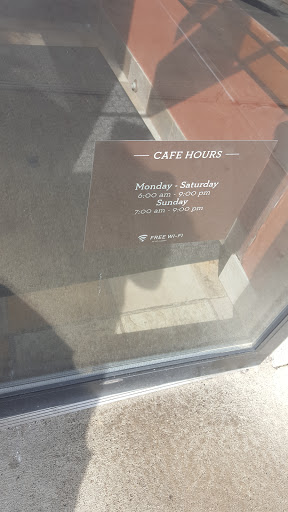 CAFE HOURS
Monday - Saturday
6:00 am - 9:00 pm
Sunday
7:00 am - 9:00 pm
FREE WI-FI